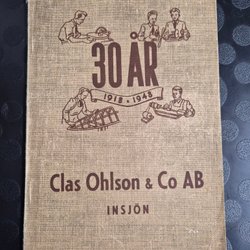 30 ÅR
1918 * 1948
Clas Ohlson & Co AB
INSJÖN